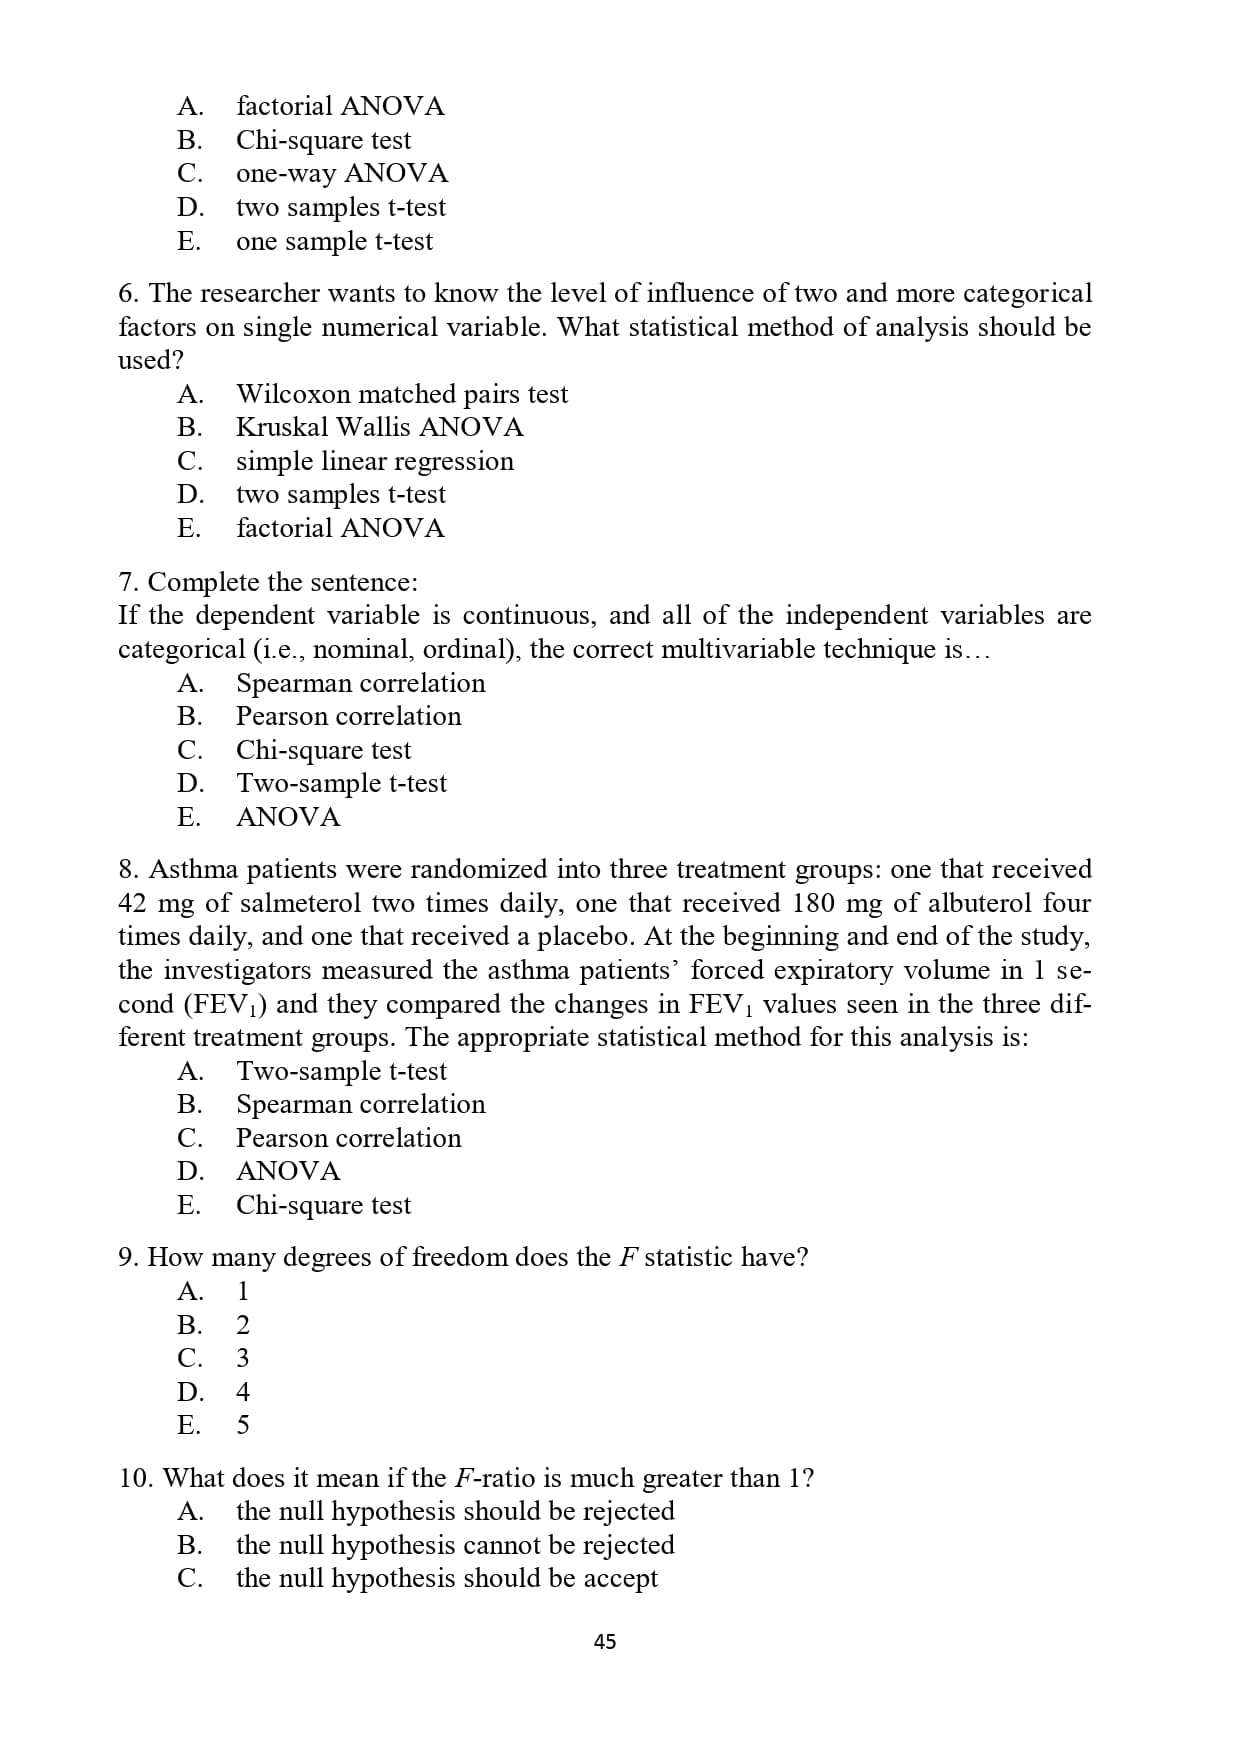 A. factorial ANOVA
B. Chi-square test
C. one-way ANOVA
D. two samples t-test
E. one sample t-test
6. The researcher wants to know the level of influence of two and more categorical
factors on single numerical variable. What statistical method of analysis should be
used?
A. Wilcoxon matched pairs test
B. Kruskal Wallis ANOVA
C. simple linear regression
D. two samples t-test
E. factorial ANOVA
7. Complete the sentence:
If the dependent variable is continuous, and all of the independent variables are
categorical (i.e., nominal, ordinal), the correct multivariable technique is…
A. Spearman correlation
B. Pearson correlation
C. Chi-square test
D. Two-sample t-test
E. ANOVA
8. Asthma patients were randomized into three treatment groups: one that received
42 mg of salmeterol two times daily, one that received 180 mg of albuterol four
times daily, and one that received a placebo. At the beginning and end of the study,
the investigators measured the asthma patients’ forced expiratory volume in 1 se-
cond (FEV₁) and they compared the changes in FEV₁ values seen in the three dif-
ferent treatment groups. The appropriate statistical method for this analysis is:
A. Two-sample t-test
B. Spearman correlation
C. Pearson correlation
D. ANOVA
E. Chi-square test
9. How many degrees of freedom does the F statistic have?
A. 1
B. 2
C. 3
D. 4
E. 5
10. What does it mean if the F-ratio is much greater than 1?
A. the null hypothesis should be rejected
B. the null hypothesis cannot be rejected
C. the null hypothesis should be accept
45